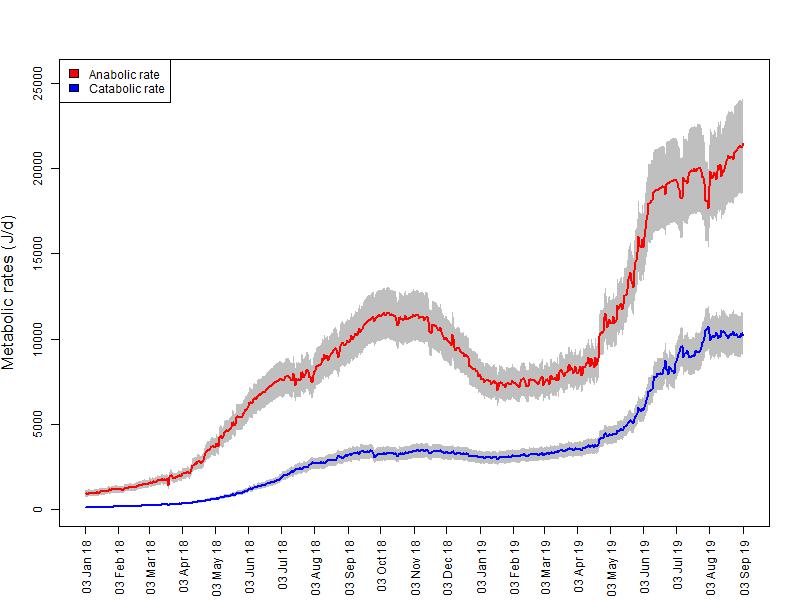 Anabolic rate
Catabolic rate
Metabolic rates (J/d)
25000
20000
15000
10000
5000
0
03 Jan 18
03 Feb 18
03 Mar 18
03 Apr 18
03 May 18
03 Jun 18
03 Jul 18
03 Aug 18
03 Sep 18
03 Oct 18
03 Nov 18
03 Dec 18
03 Jan 19
03 Feb 19
03 Mar 19
03 Apr 19
03 May 19
03 Jun 19
03 Jul 19
03 Aug 19
03 Sep 19